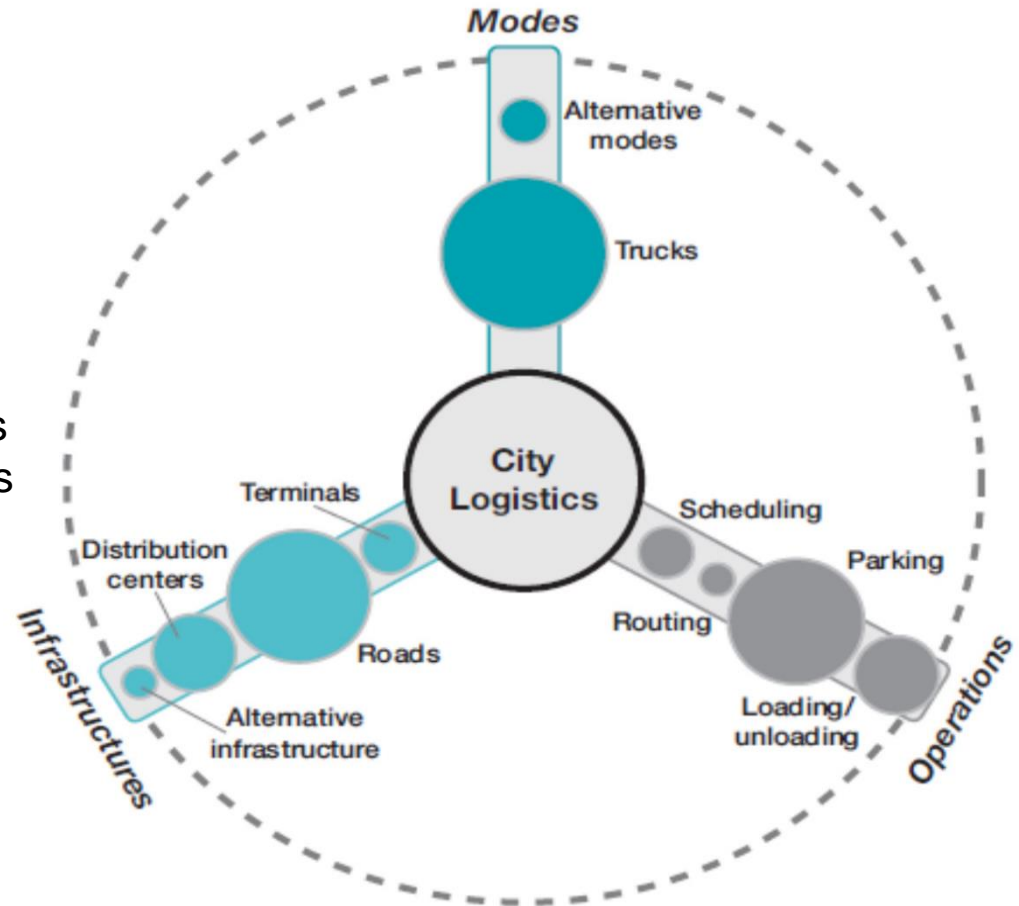 Modes
Alternative
modes
Trucks
s
s
City
Logistics
Terminals
Scheduling
Distribution
centers
Parking
Routing
Roads
Infrastructures
Alternative
infrastructure
Loading/
unloading
Operations